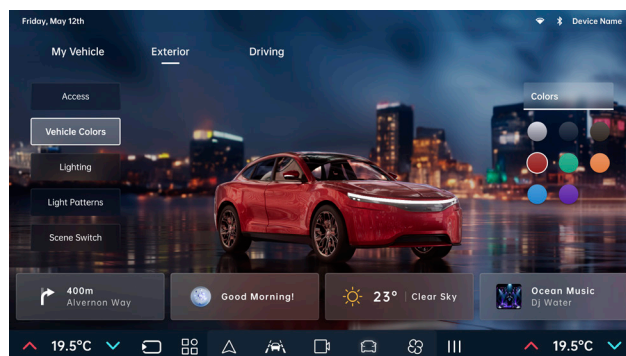 Friday, May 12th
Device Name
My Vehicle
Exterior
Driving
Access
Vehicle Colors
Lighting
Light Patterns
Scene Switch
Colors
400m
Alvernon Way
Good Morning!
23° Clear Sky
Ocean Music
Dj Water
19.5°C
19.5°C